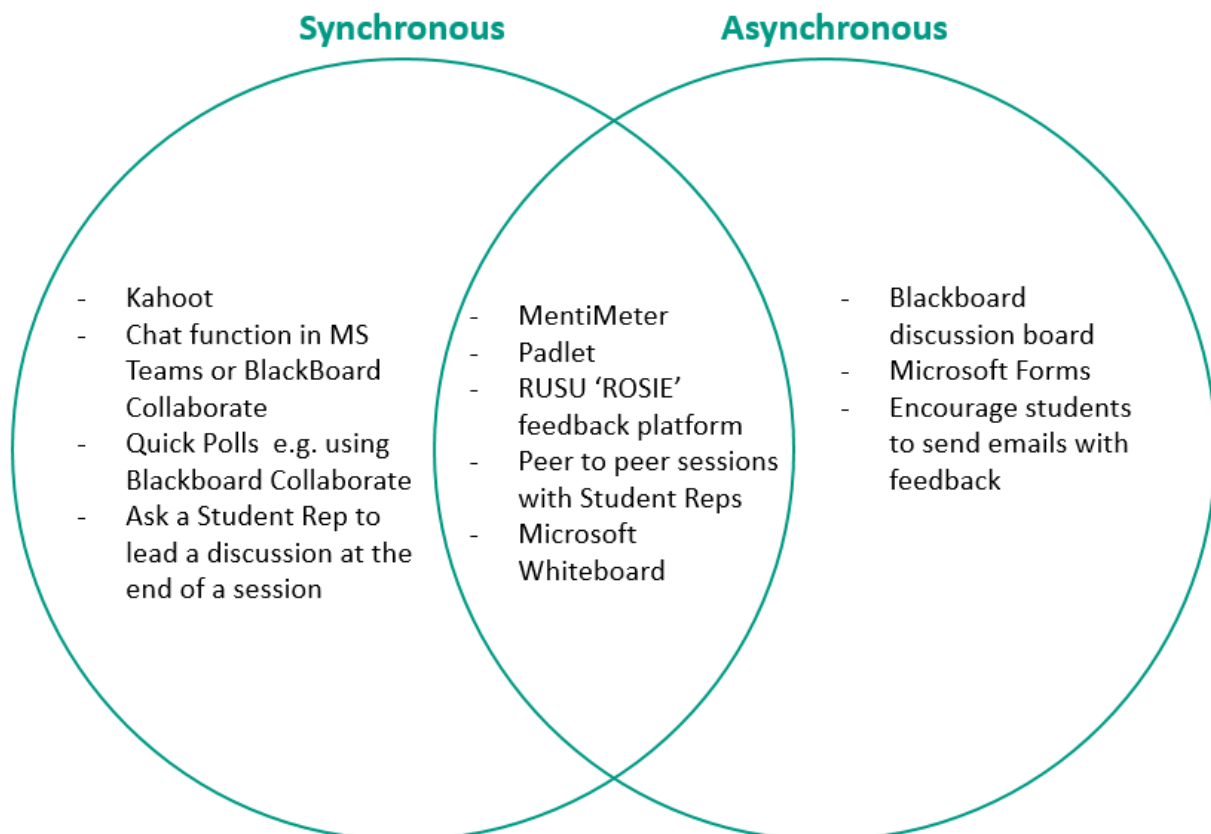 Synchronous
Asynchronous
- Kahoot
- Chat function in MS
Teams or BlackBoard
Collaborate
- Quick Polls  e.g. using
Blackboard Collaborate
- Ask a Student Rep to
lead a discussion at the
end of a session
- MentiMeter
- Padlet
- RUSU ‘ROSIE’
feedback platform
- Peer to peer sessions
with Student Reps
- Microsoft
Whiteboard
- Blackboard
discussion board
- Microsoft Forms
- Encourage students
to send emails with
feedback